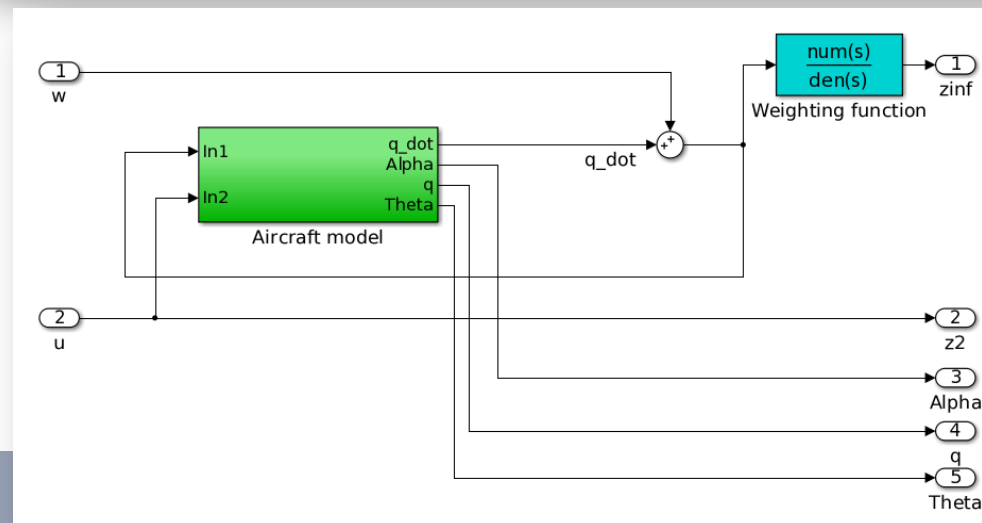 num(s)
den(s)
Weighting function
1
zinf
1
w
In1
In2
q_dot
Alpha
q
Theta
Aircraft model
q_dot
++
2
u
2
z2
3
Alpha
4
q
5
Theta